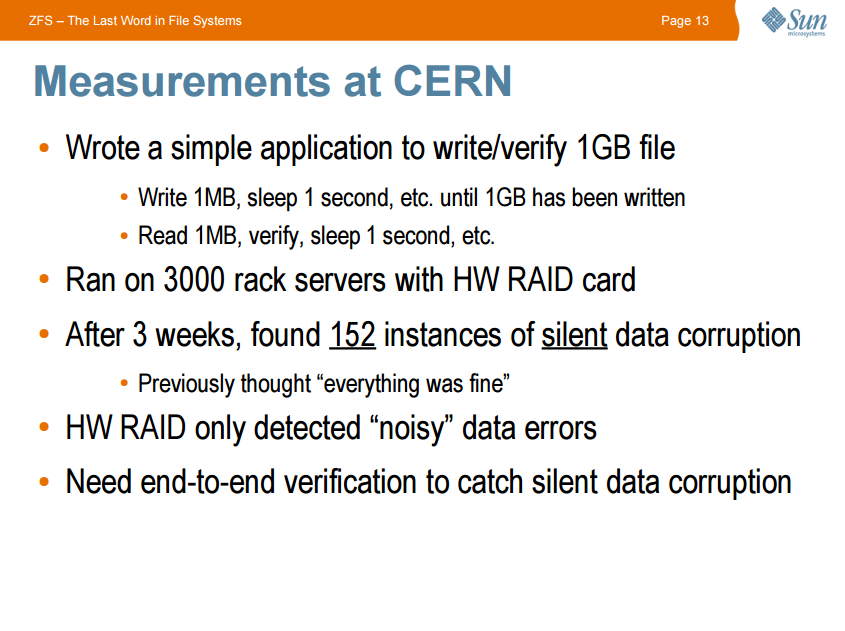 ZFS – The Last Word in File Systems
Page 13
Sun
microsystems
Measurements at CERN
• Wrote a simple application to write/verify 1GB file
• Write 1MB, sleep 1 second, etc. until 1GB has been written
• Read 1MB, verify, sleep 1 second, etc.
• Ran on 3000 rack servers with HW RAID card
• After 3 weeks, found 152 instances of silent data corruption
• Previously thought “everything was fine”
• HW RAID only detected “noisy” data errors
• Need end-to-end verification to catch silent data corruption